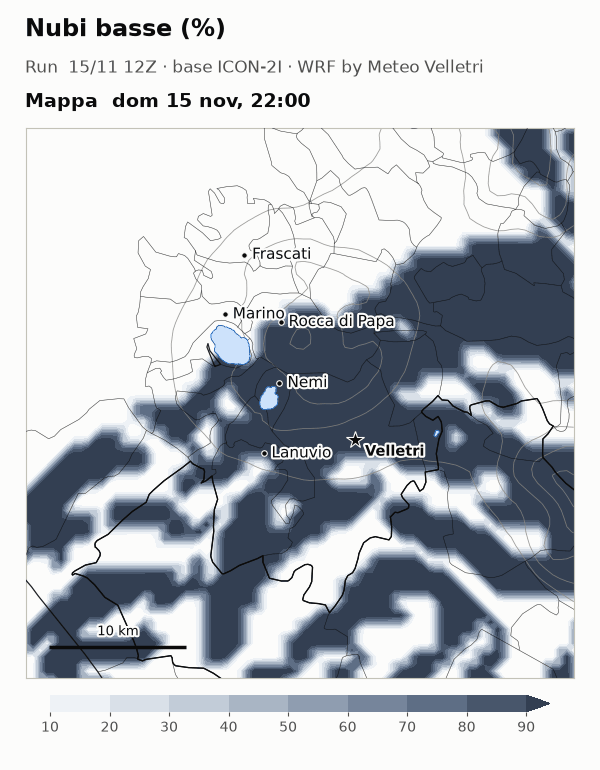 Nubi basse (%)
Run 15/11 12Z · base ICON-2I · WRF by Meteo Velletri
Mappa dom 15 nov, 22:00
Frascati
Marino
Rocca di Papa
Nemi
Velletri
Lanuvio
10 km
10 20 30 40 50 60 70 80 90